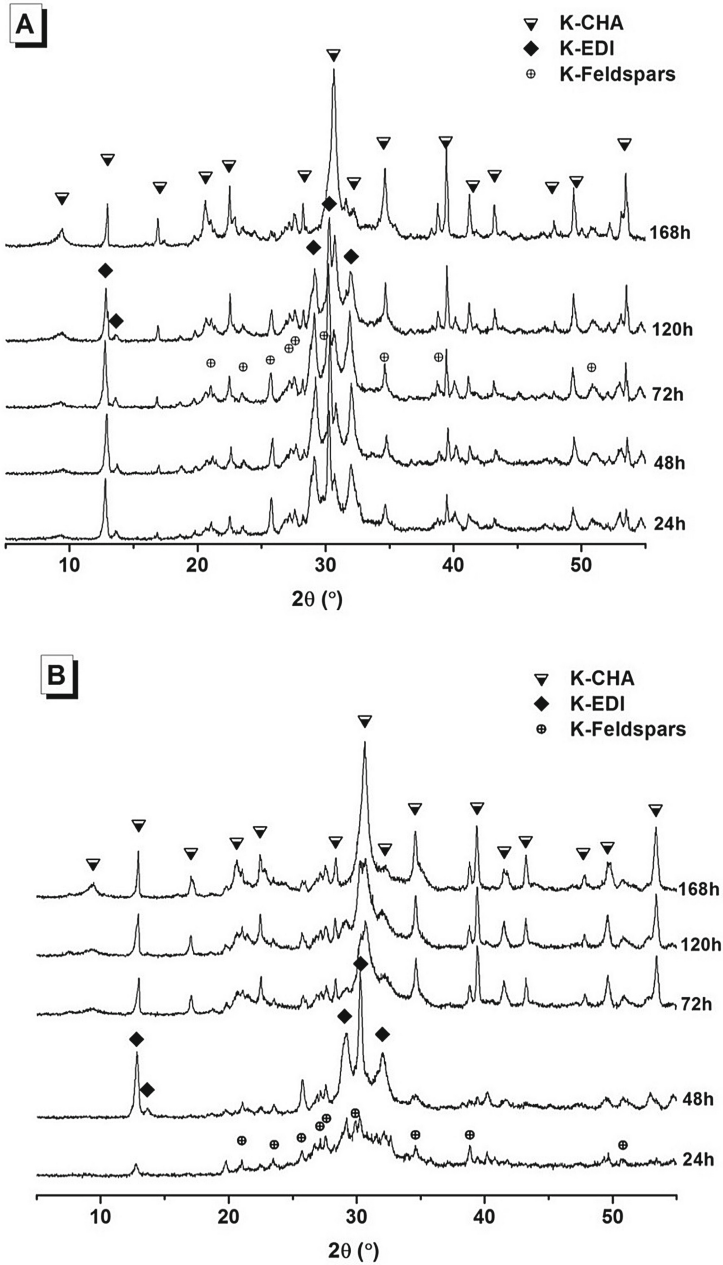 A
K-CHA
K-EDI
K-Feldspars
168h
120h
72h
48h
24h
10 20 30 40 50
2θ (°)
B
K-CHA
K-EDI
K-Feldspars
168h
120h
72h
48h
24h
10 20 30 40 50
2θ (°)